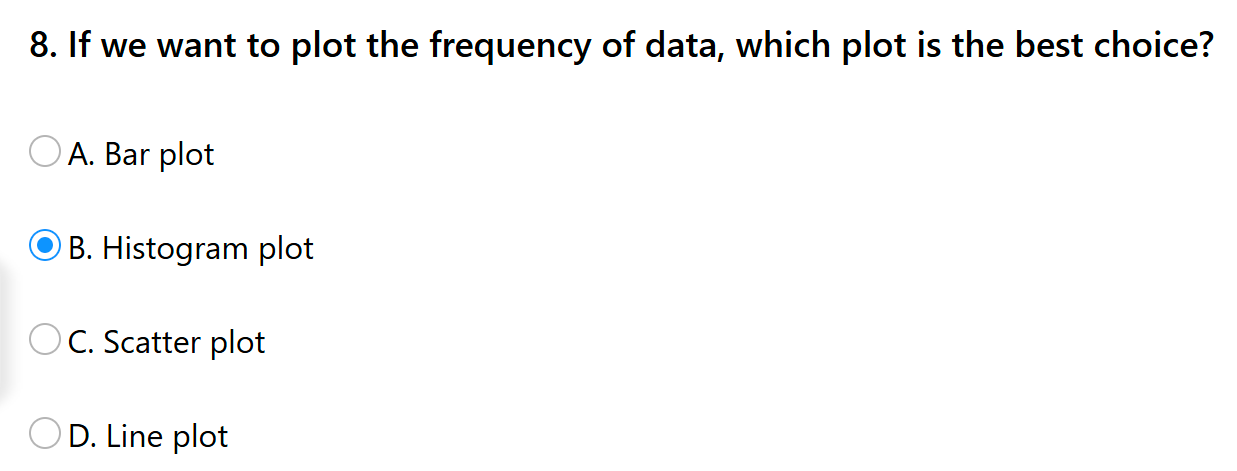 8. If we want to plot the frequency of data, which plot is the best choice?
A. Bar plot
B. Histogram plot
C. Scatter plot
D. Line plot